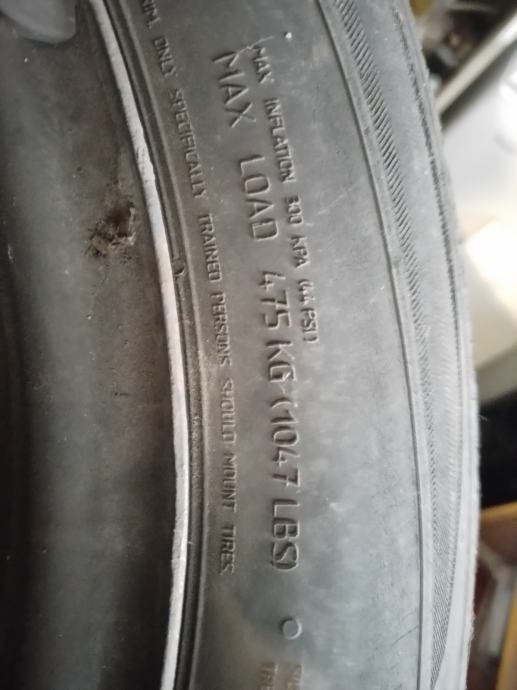 MAX INFLATION 300 KPA (44 PSI)
MAX LOAD 475 KG (1047 LBS)
ONLY SPECIFICALLY TRAINED PERSONS SHOULD MOUNT TIRES